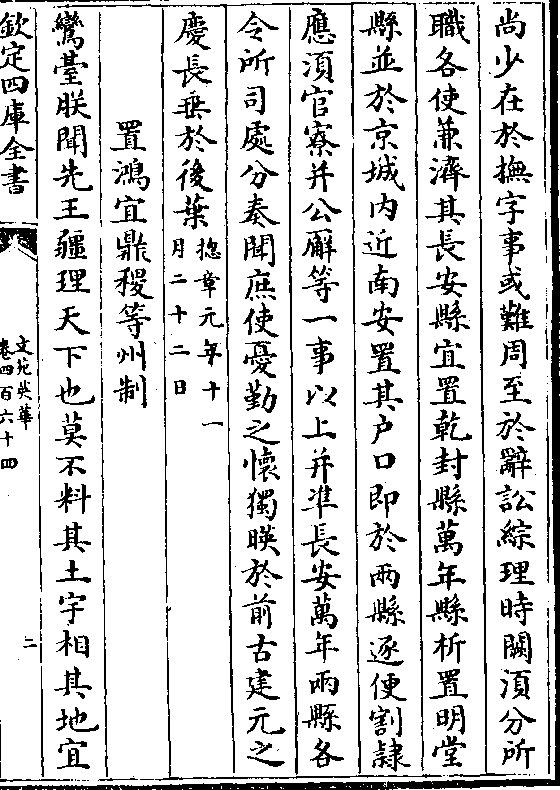 尚少在於撫字事或難周至於辭訟綜理時闕湏分所
職各使兼濟其長安縣宜置乾封縣萬年縣析置明堂
縣並於京城内近南安置其户口即於兩縣逐便割隷
應湏官寮并公廨等一事以上并准長安萬年兩縣各
令所司處分奏聞庶使憂勤之懷獨暎於前古建元之
慶長垂於後葉揔章元年十一
月二十二日
置鴻宜鼎稷等州制
鸞臺朕聞先王疆理天下也莫不料其土宇相其地宜
欽定四庫全書
文苑英華
卷四百六十四
二